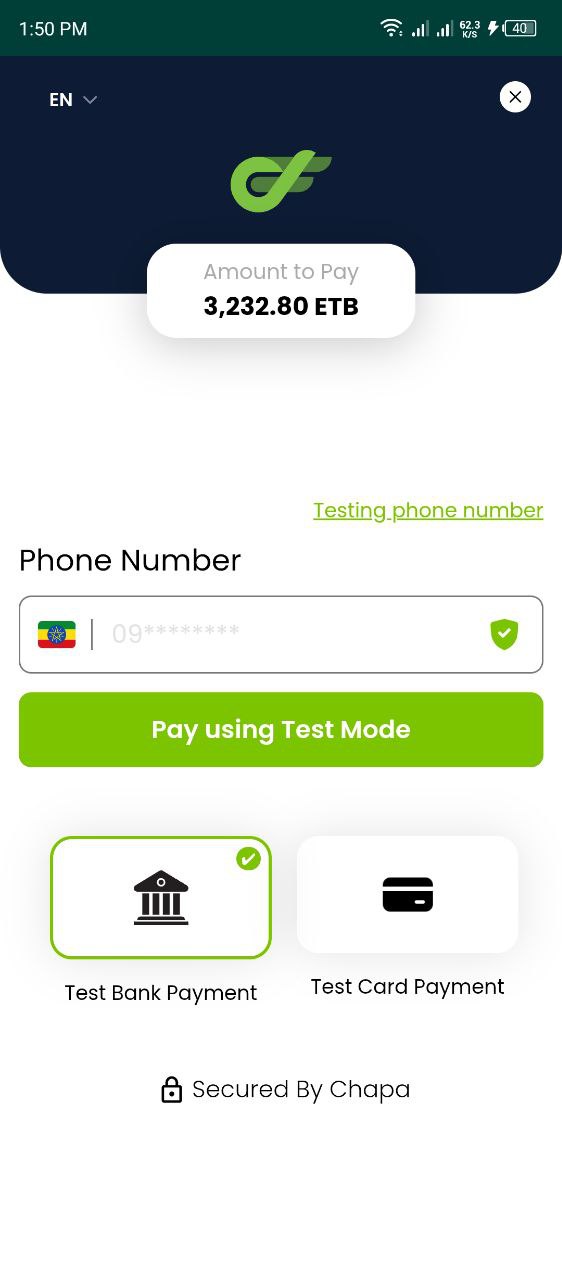 1:50 PM
62.3
K/S
40
EN
Amount to Pay
3,232.80 ETB
Testing phone number
Phone Number
09********
Pay using Test Mode
Test Bank Payment
Test Card Payment
Secured By Chapa